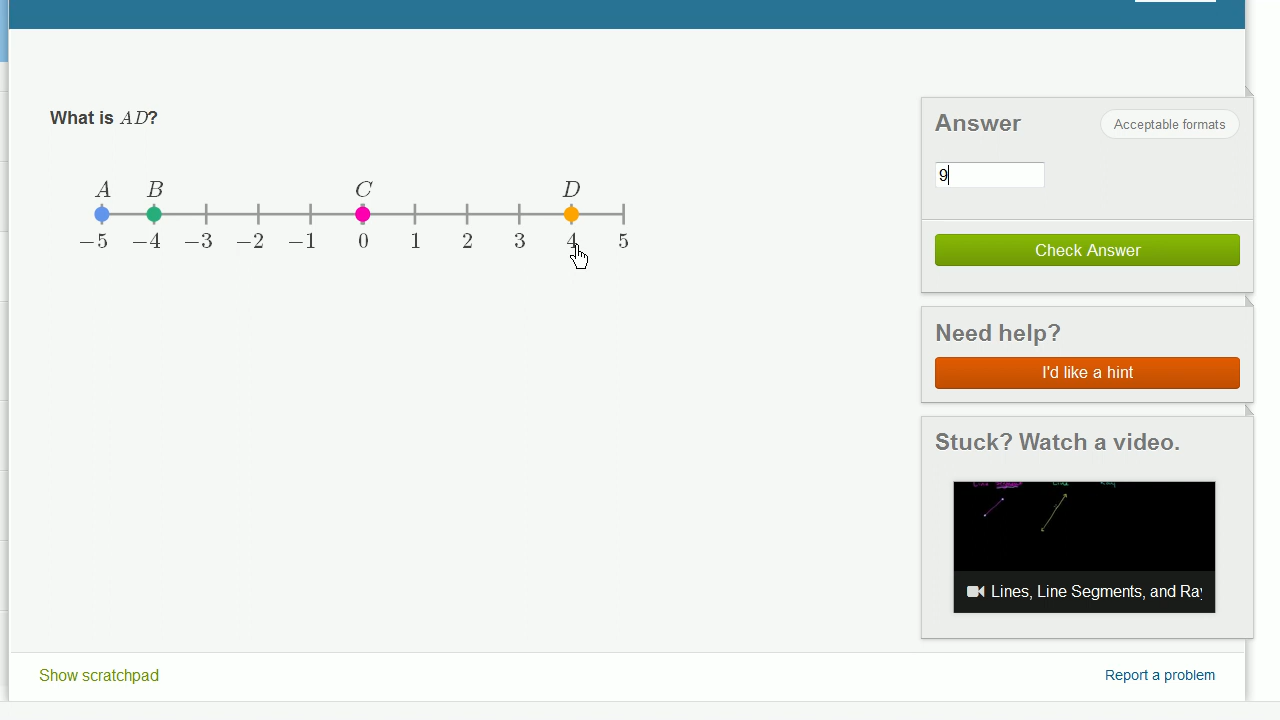 What is AD?
A B C D
−5 −4 −3 −2 −1 0 1 2 3 4 5
Answer
Acceptable formats
9
Check Answer
Need help?
I'd like a hint
Stuck? Watch a video.
Lines, Line Segments, and Ray
Show scratchpad
Report a problem